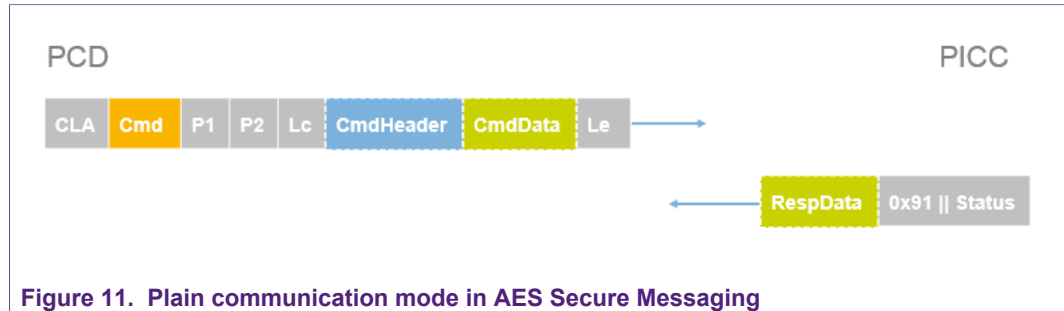 PCD PICC
CLA Cmd P1 P2 Lc CmdHeader CmdData Le
RespData 0x91 || Status
Figure 11. Plain communication mode in AES Secure Messaging